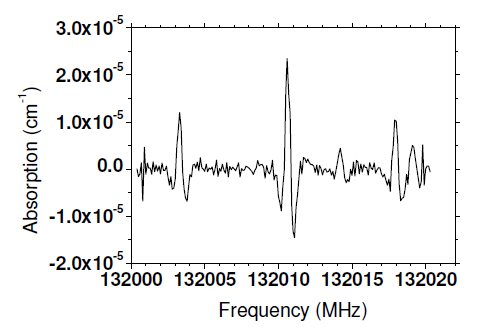 3.0x10⁻⁵
2.0x10⁻⁵
1.0x10⁻⁵
0.0
-1.0x10⁻⁵
-2.0x10⁻⁵
Absorption (cm⁻¹)
132000 132005 132010 132015 132020
Frequency (MHz)